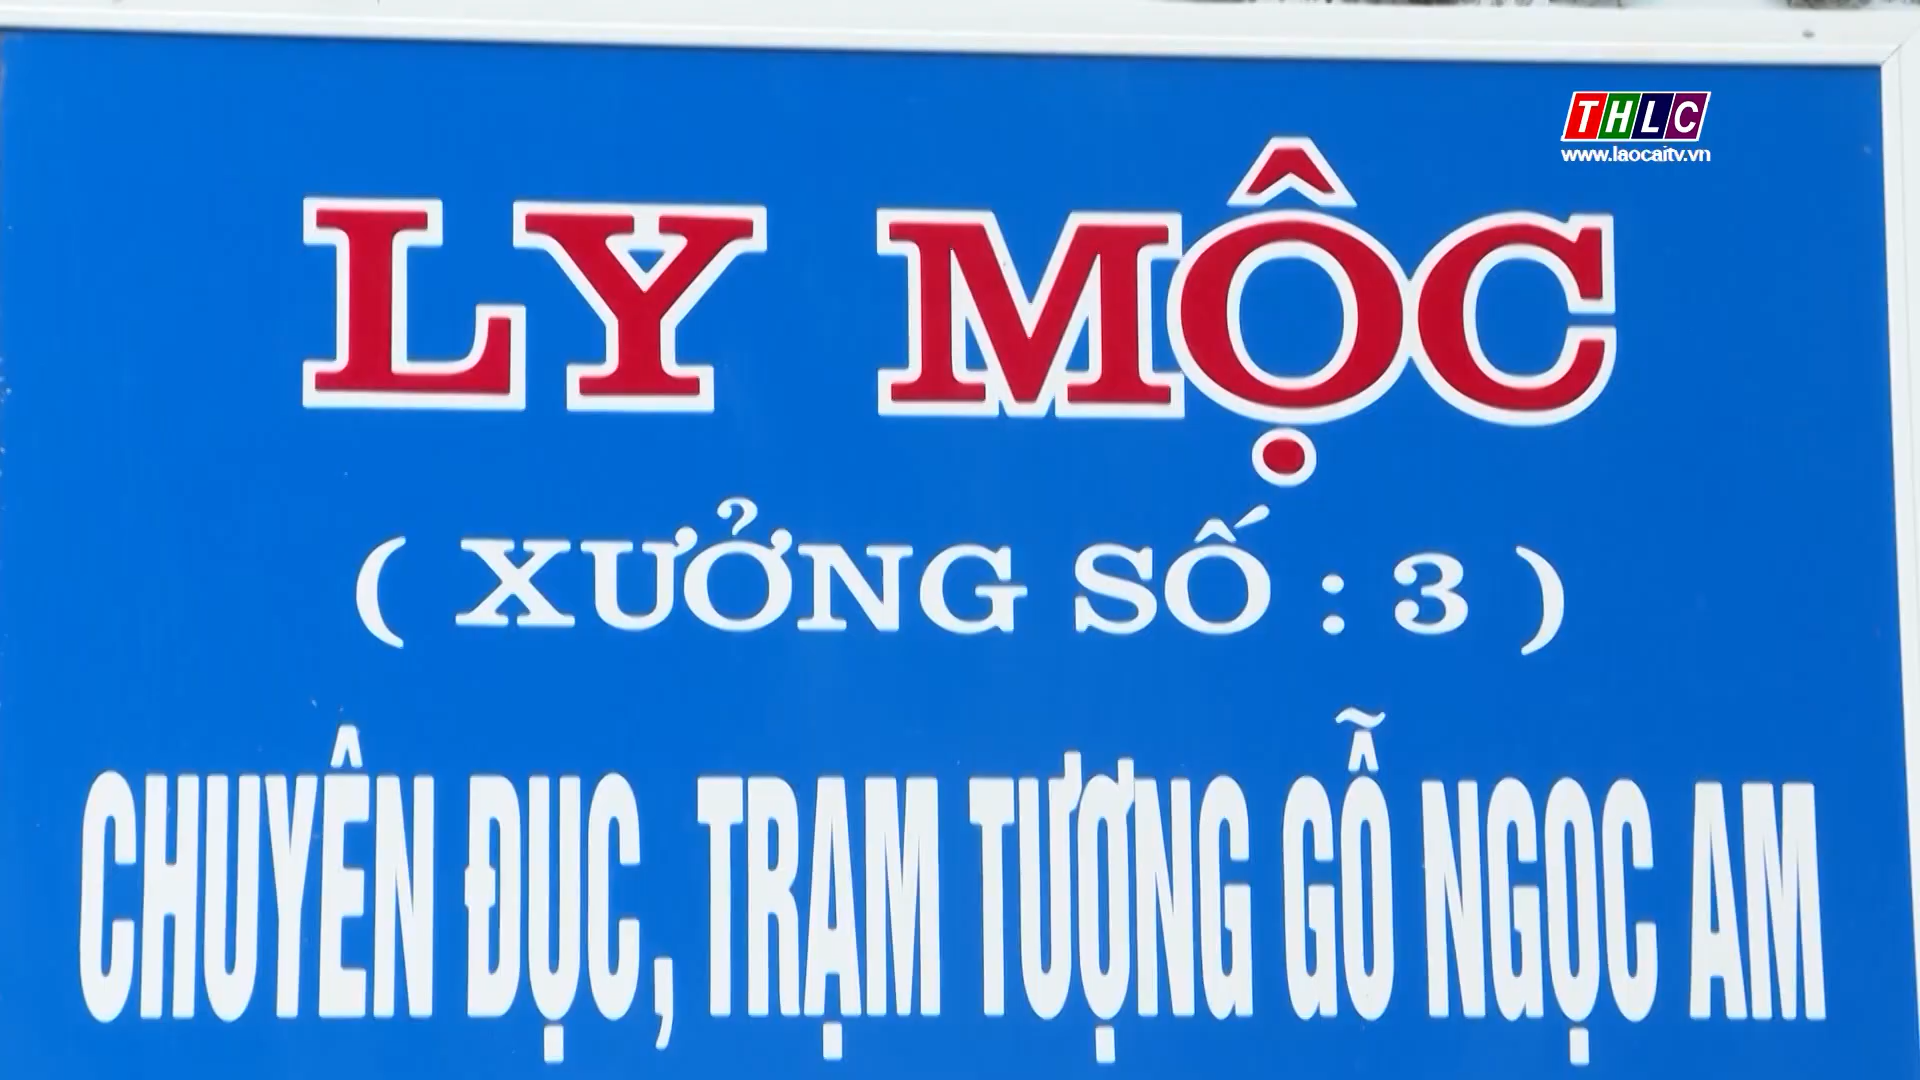 THLC
www.laocaitv.vn
LY MỘC
( XƯỞNG SỐ : 3 )
CHUYÊN ĐỤC, TRẠM TƯỢNG GỖ NGỌC AM